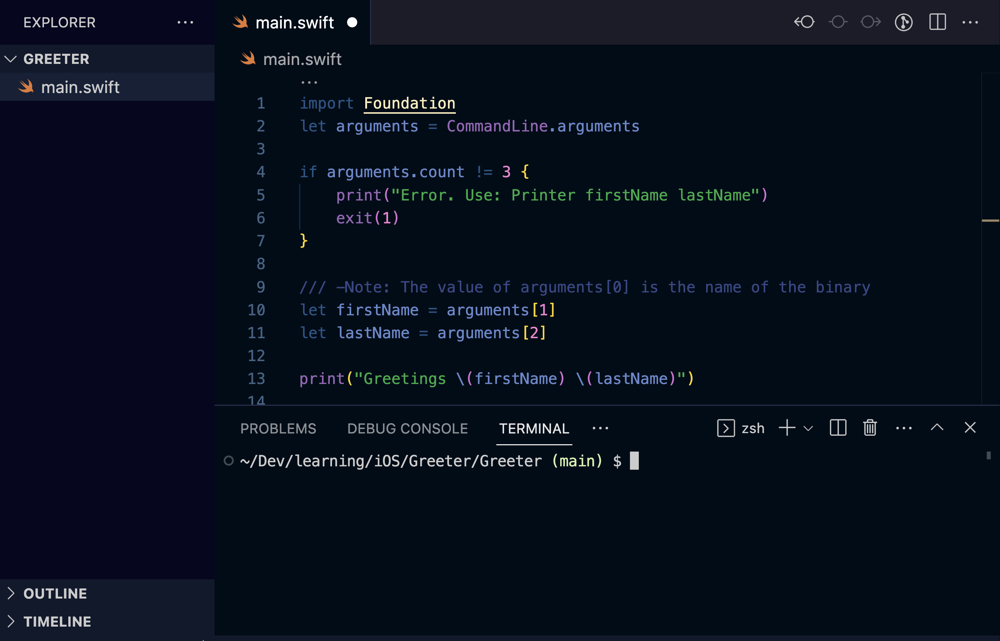 EXPLORER
main.swift
GREETER
main.swift
main.swift
1 import Foundation
2 let arguments = CommandLine.arguments
3
4 if arguments.count != 3 {
5 print("Error. Use: Printer firstName lastName")
6 exit(1)
7 }
8
9 /// -Note: The value of arguments[0] is the name of the binary
10 let firstName = arguments[1]
11 let lastName = arguments[2]
12
13 print("Greetings \(firstName) \(lastName)")
14
PROBLEMS DEBUG CONSOLE TERMINAL zsh
~/Dev/learning/iOS/Greeter/Greeter (main) $
OUTLINE
TIMELINE